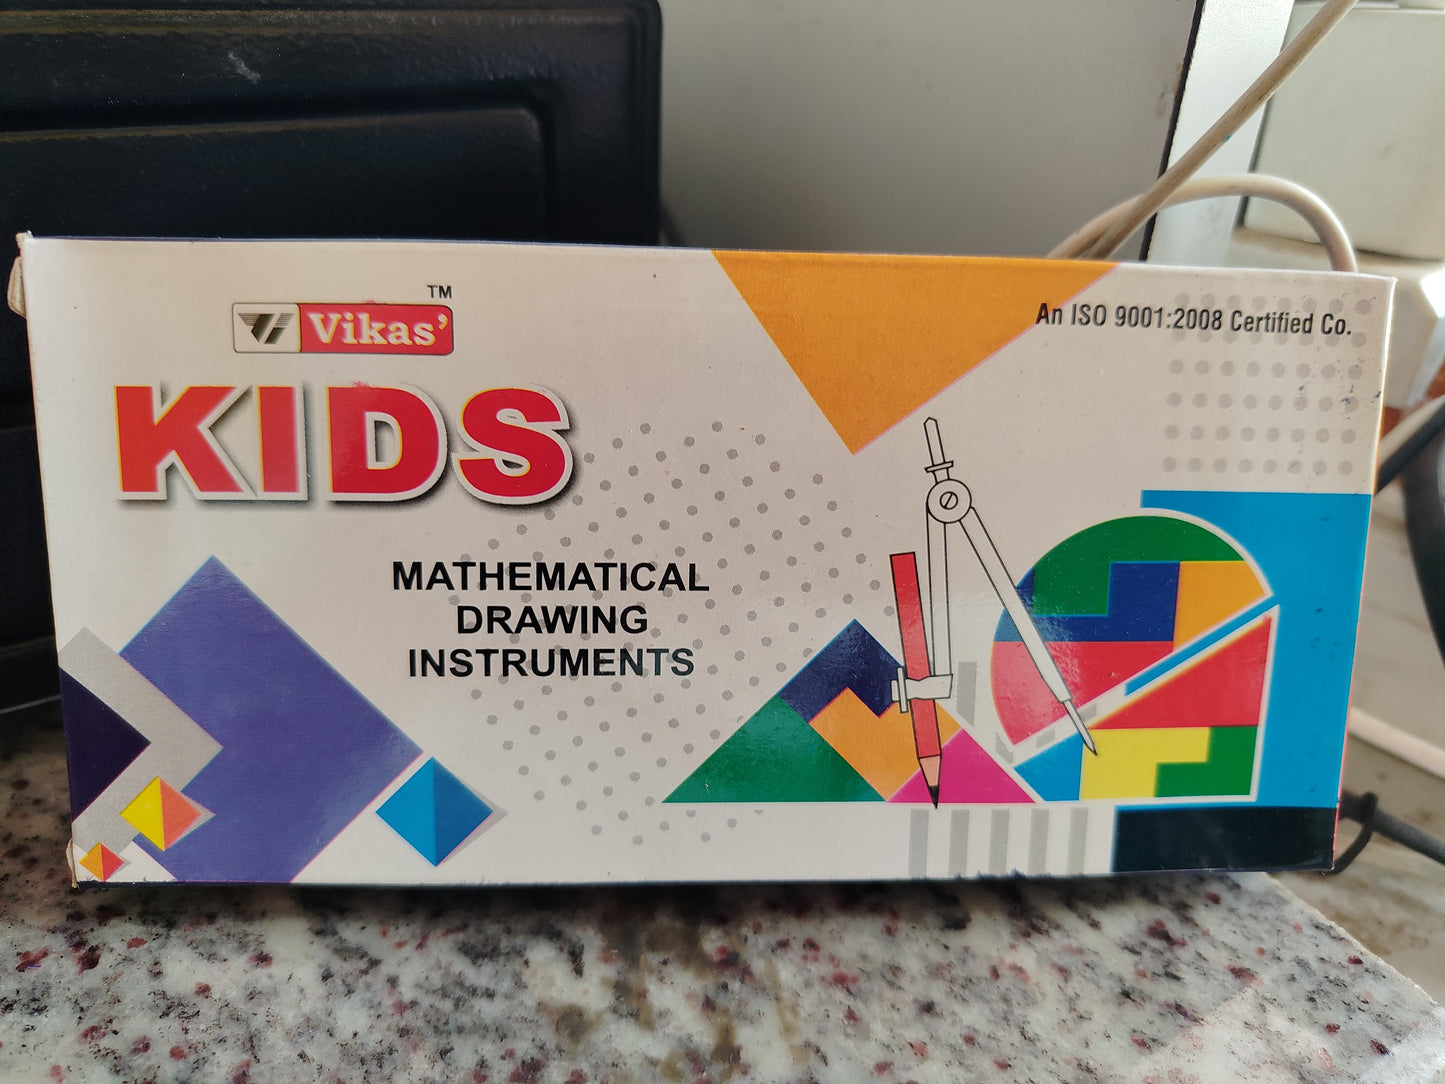 TM
Vikas'
An ISO 9001:2008 Certified Co.
KIDS
MATHEMATICAL
DRAWING
INSTRUMENTS